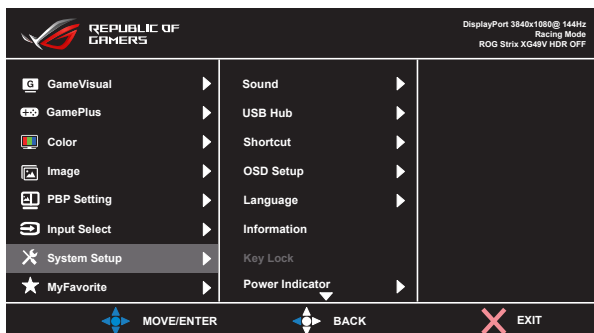 REPUBLIC OF
GAMERS
DisplayPort 3840x1080@ 144Hz
Racing Mode
ROG Strix XG49V HDR OFF
G GameVisual
GamePlus
Color
Image
PBP Setting
Input Select
System Setup
MyFavorite
Sound
USB Hub
Shortcut
OSD Setup
Language
Information
Key Lock
Power Indicator
MOVE/ENTER
BACK
EXIT